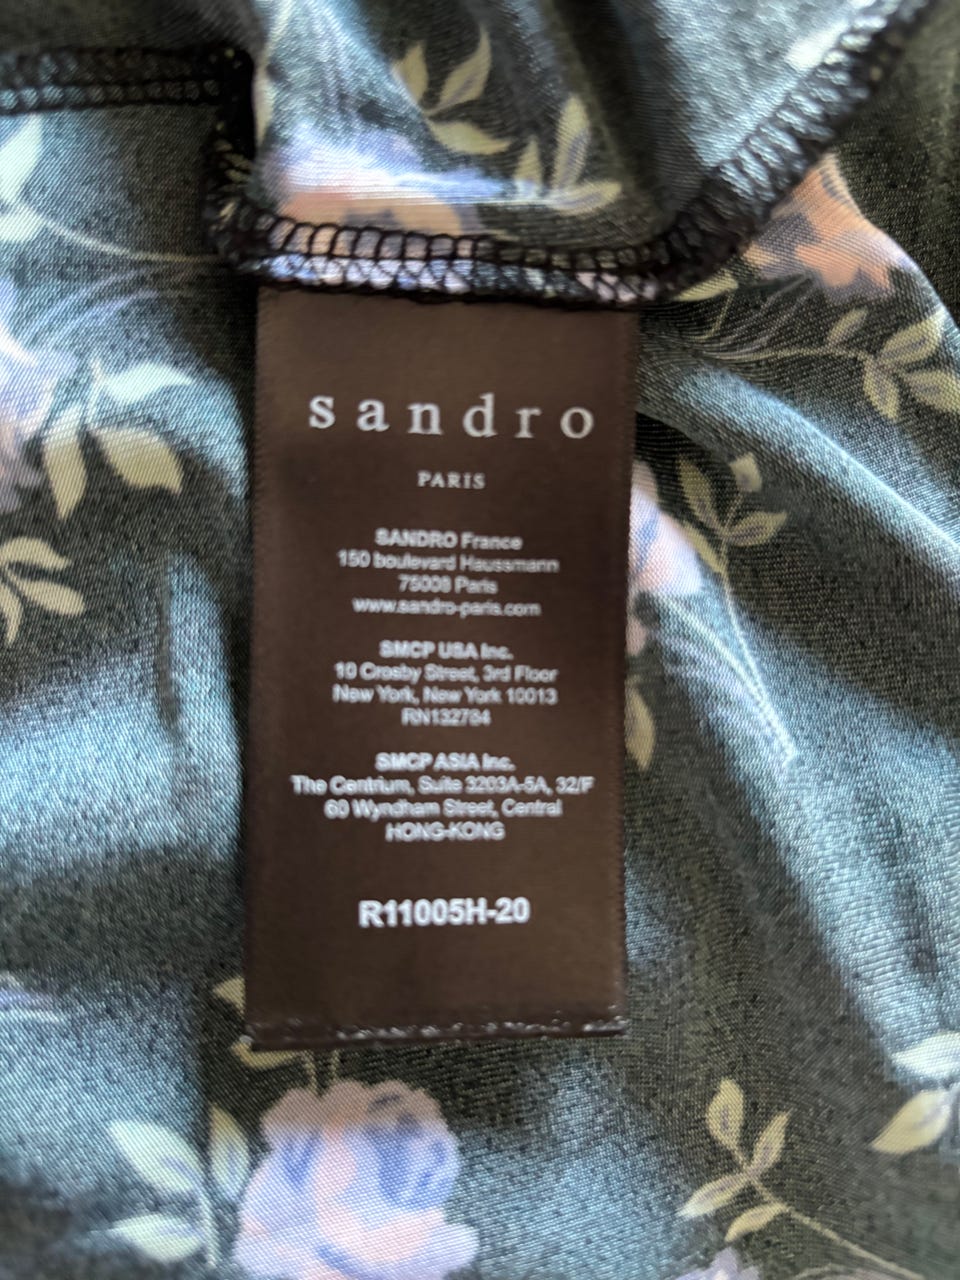 sandro
PARIS
SANDRO France
150 boulevard Haussmann
75008 Paris
www.sandro-paris.com
SMCP USA Inc.
10 Crosby Street, 3rd Floor
New York, New York 10013
RN132784
SMCP ASIA Inc.
The Centrium, Suite 3203A-5A, 32/F
60 Wyndham Street, Central
HONG-KONG
R11005H-20